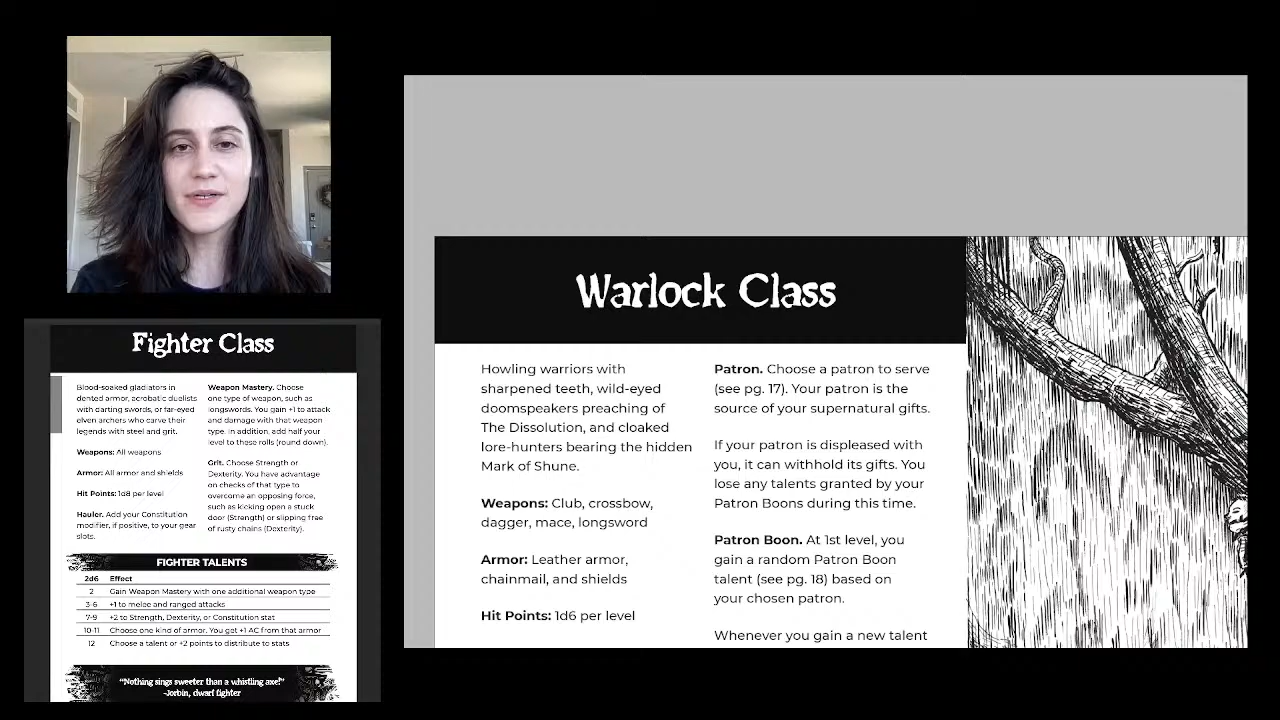 Fighter Class
Blood-soaked gladiators in
dented armor, acrobatic duelists
with darting swords, or far-eyed
elven archers who carve their
legends with steel and grit.
Weapons: All weapons
Armor: All armor and shields
Hit Points: 1d8 per level
Hauler. Add your Constitution
modifier, if positive, to your gear
slots.
Weapon Mastery. Choose
one type of weapon, such as
longswords. You gain +1 to attack
and damage with that weapon
type. In addition, add half your
level to these rolls (round down).
Grit. Choose Strength or
Dexterity. You have advantage
on checks of that type to
overcome an opposing force,
such as kicking open a stuck
door (Strength) or slipping free
of rusty chains (Dexterity).
FIGHTER TALENTS
2d6 Effect
2 Gain Weapon Mastery with one additional weapon type
3-6 +1 to melee and ranged attacks
7-9 +2 to Strength, Dexterity, or Constitution stat
10-11 Choose one kind of armor. You get +1 AC from that armor
12 Choose a talent or +2 points to distribute to stats
"Nothing sings sweeter than a whistling axe!"
-Jorbin, dwarf fighter
Warlock Class
Howling warriors with
sharpened teeth, wild-eyed
doomspeakers preaching of
The Dissolution, and cloaked
lore-hunters bearing the hidden
Mark of Shune.
Weapons: Club, crossbow,
dagger, mace, longsword
Armor: Leather armor,
chainmail, and shields
Hit Points: 1d6 per level
Patron. Choose a patron to serve
(see pg. 17). Your patron is the
source of your supernatural gifts.
If your patron is displeased with
you, it can withhold its gifts. You
lose any talents granted by your
Patron Boons during this time.
Patron Boon. At 1st level, you
gain a random Patron Boon
talent (see pg. 18) based on
your chosen patron.
Whenever you gain a new talent